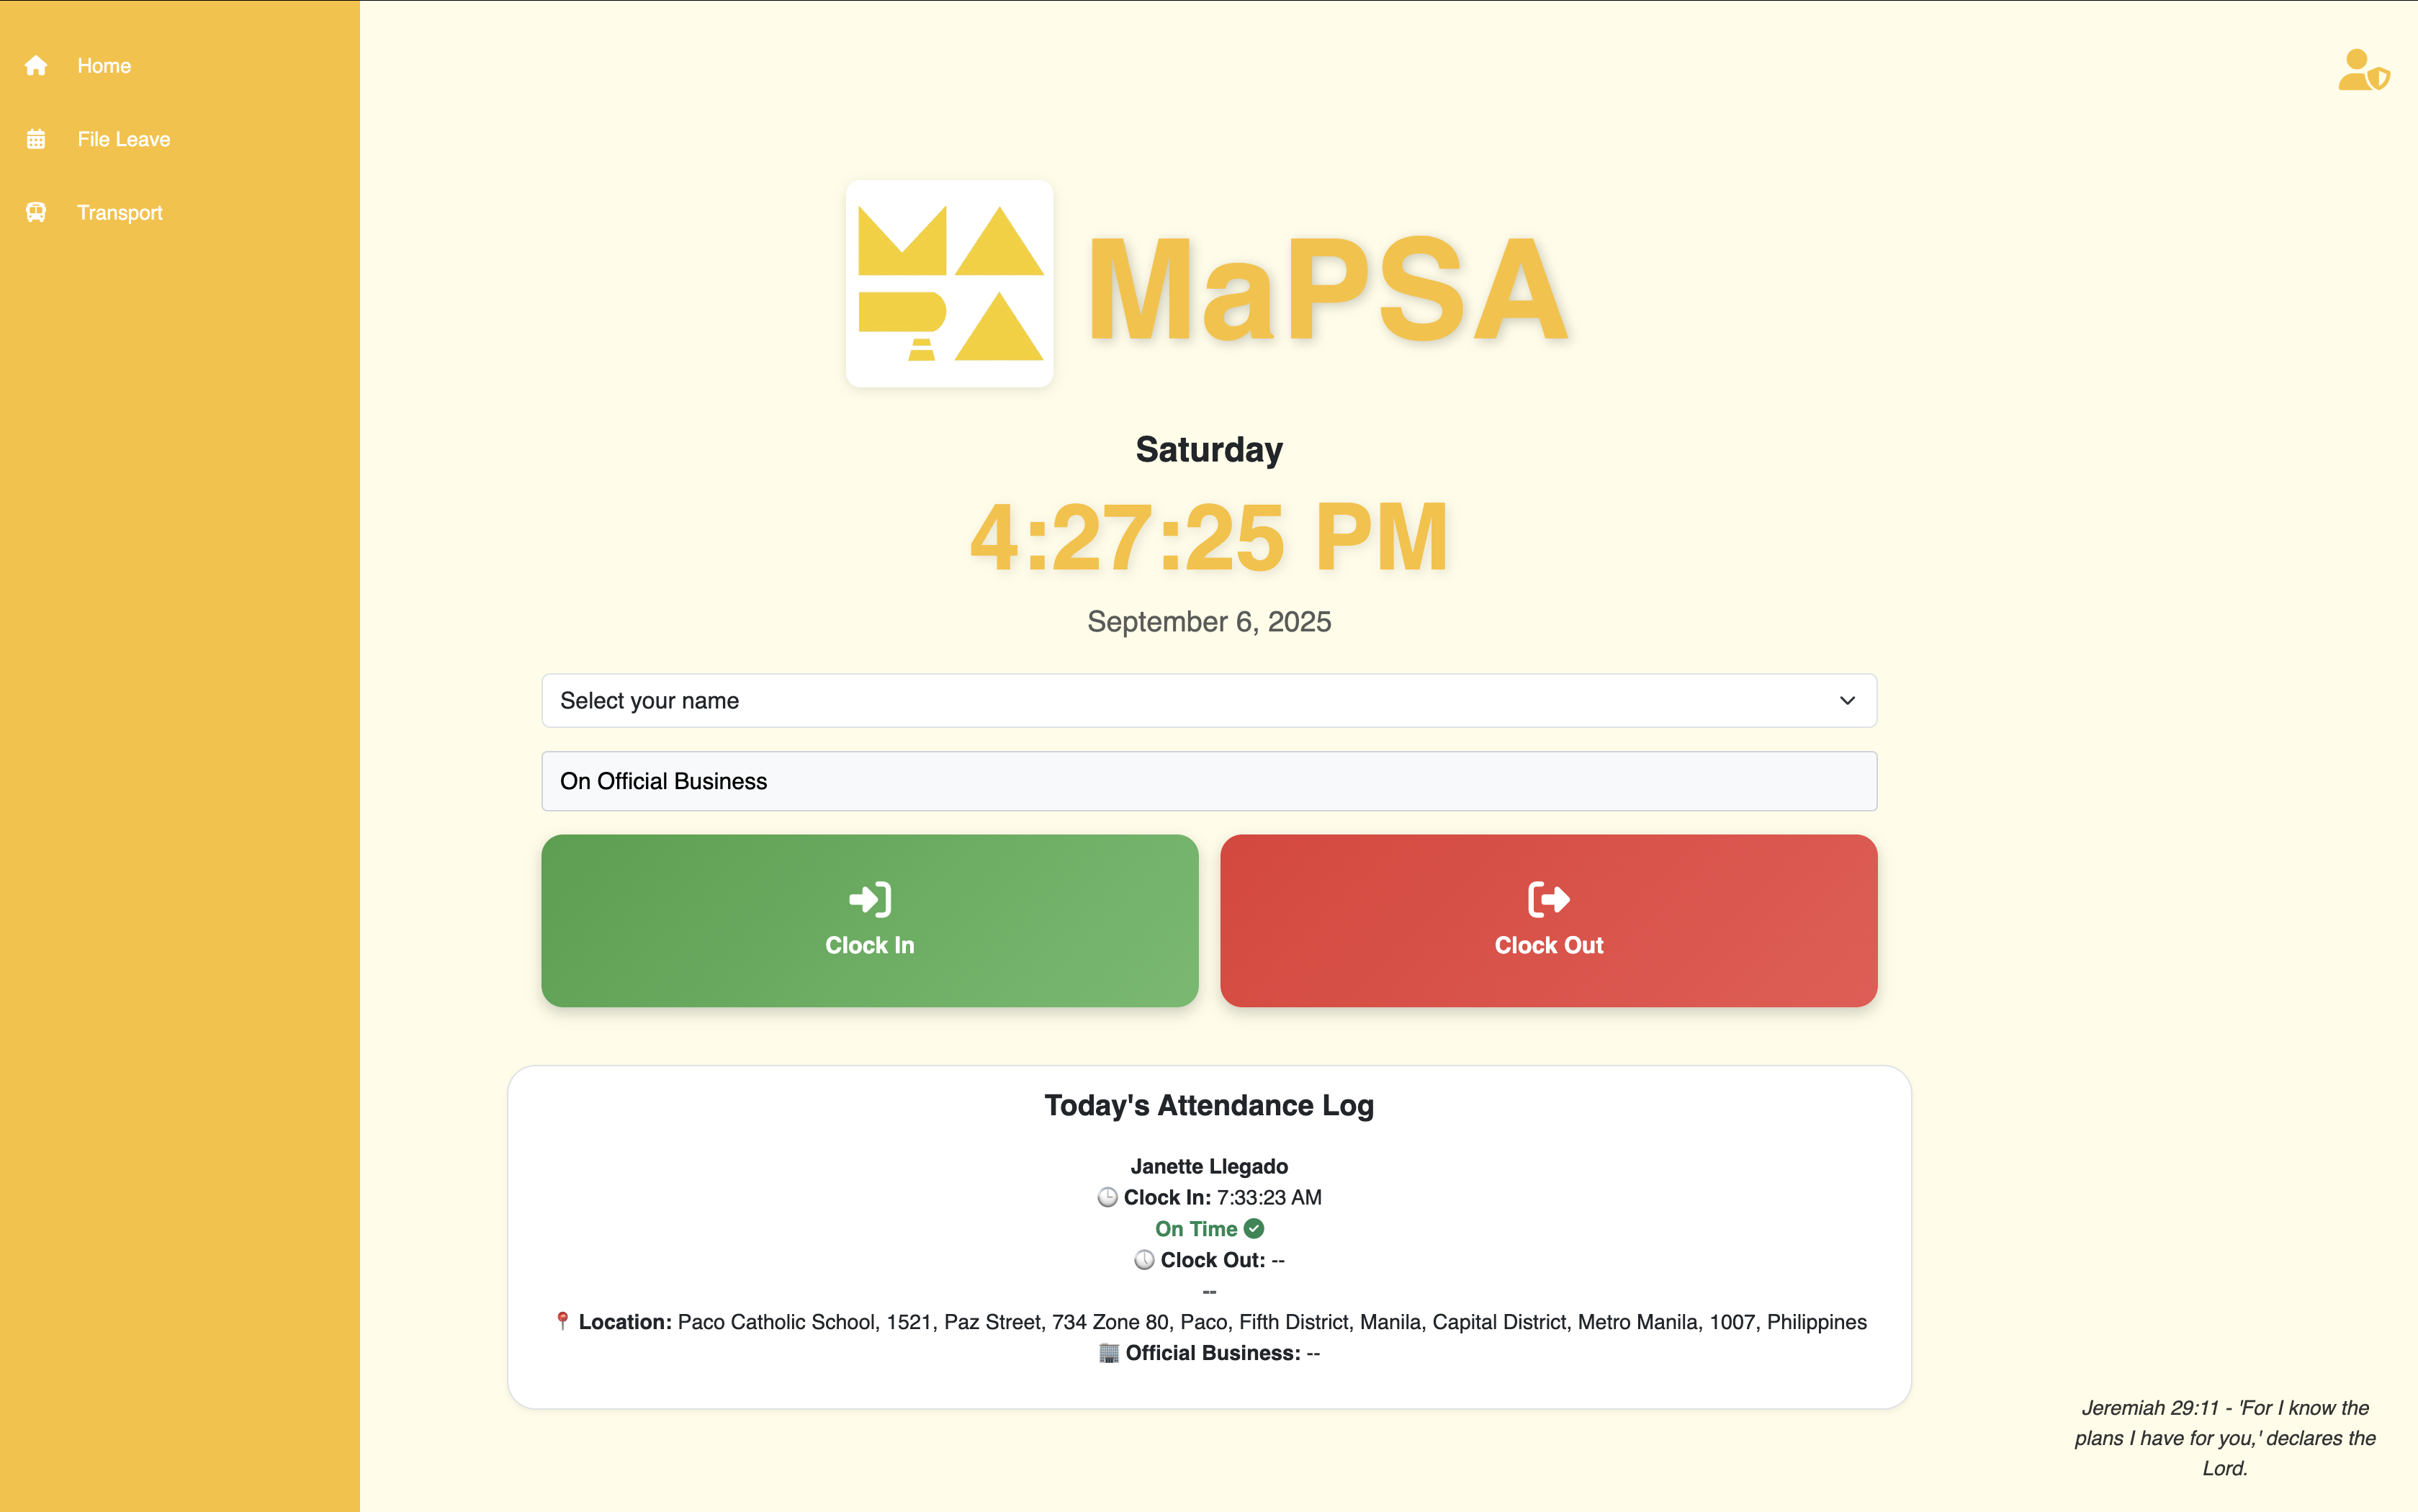 Home
File Leave
Transport
MaPSA
Saturday
4:27:25 PM
September 6, 2025
Select your name
On Official Business
Clock In
Clock Out
Today's Attendance Log
Janette Llegado
🕒 Clock In: 7:33:23 AM
On Time
🕔 Clock Out: --
--
📍 Location: Paco Catholic School, 1521, Paz Street, 734 Zone 80, Paco, Fifth District, Manila, Capital District, Metro Manila, 1007, Philippines
🏢 Official Business: --
Jeremiah 29:11 - 'For I know the
plans I have for you,' declares the
Lord.